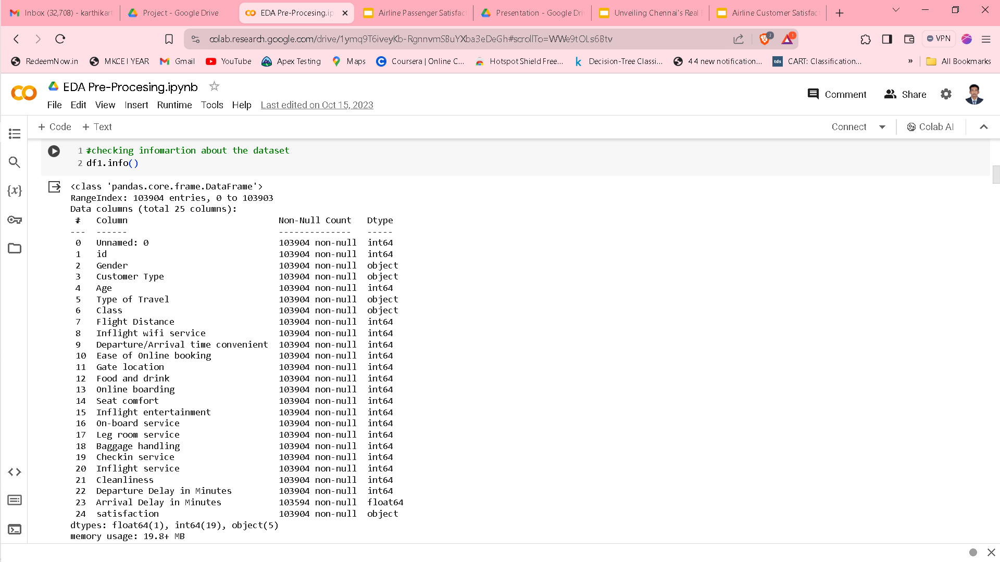 Inbox (32,708) - karthikart
Project - Google Drive
EDA Pre-Procesing.ip
Airline Passenger Satisfac
Presentation - Google Dri
Unveiling Chennai's Real
Airline Customer Satisfact
colab.research.google.com/drive/1ymq9T6iveyKb-RgnnvmSBuYXba3eDeGh#scrollTo=WWe9tOLs6Btv
2
1
VPN
RedeemNow.in
MKCE I YEAR
Gmail
YouTube
Apex Testing
Maps
Coursera | Online C...
Hotspot Shield Free...
Decision-Tree Classi...
4 4 new notification...
tds
CART: Classification...
»
All Bookmarks
EDA Pre-Procesing.ipynb
Comment
Share
File Edit View Insert Runtime Tools Help Last edited on Oct 15, 2023
+ Code + Text
Connect
Colab AI
1 #checking infomartion about the dataset
2 df1.info()
<class 'pandas.core.frame.DataFrame'>
RangeIndex: 103904 entries, 0 to 103903
Data columns (total 25 columns):
# Column Non-Null Count Dtype
--- ------ -------------- -----
0 Unnamed: 0 103904 non-null int64
1 id 103904 non-null int64
2 Gender 103904 non-null object
3 Customer Type 103904 non-null object
4 Age 103904 non-null int64
5 Type of Travel 103904 non-null object
6 Class 103904 non-null object
7 Flight Distance 103904 non-null int64
8 Inflight wifi service 103904 non-null int64
9 Departure/Arrival time convenient 103904 non-null int64
10 Ease of Online booking 103904 non-null int64
11 Gate location 103904 non-null int64
12 Food and drink 103904 non-null int64
13 Online boarding 103904 non-null int64
14 Seat comfort 103904 non-null int64
15 Inflight entertainment 103904 non-null int64
16 On-board service 103904 non-null int64
17 Leg room service 103904 non-null int64
18 Baggage handling 103904 non-null int64
19 Checkin service 103904 non-null int64
20 Inflight service 103904 non-null int64
21 Cleanliness 103904 non-null int64
22 Departure Delay in Minutes 103904 non-null int64
23 Arrival Delay in Minutes 103594 non-null float64
24 satisfaction 103904 non-null object
dtypes: float64(1), int64(19), object(5)
memory usage: 19.8+ MB
{x}